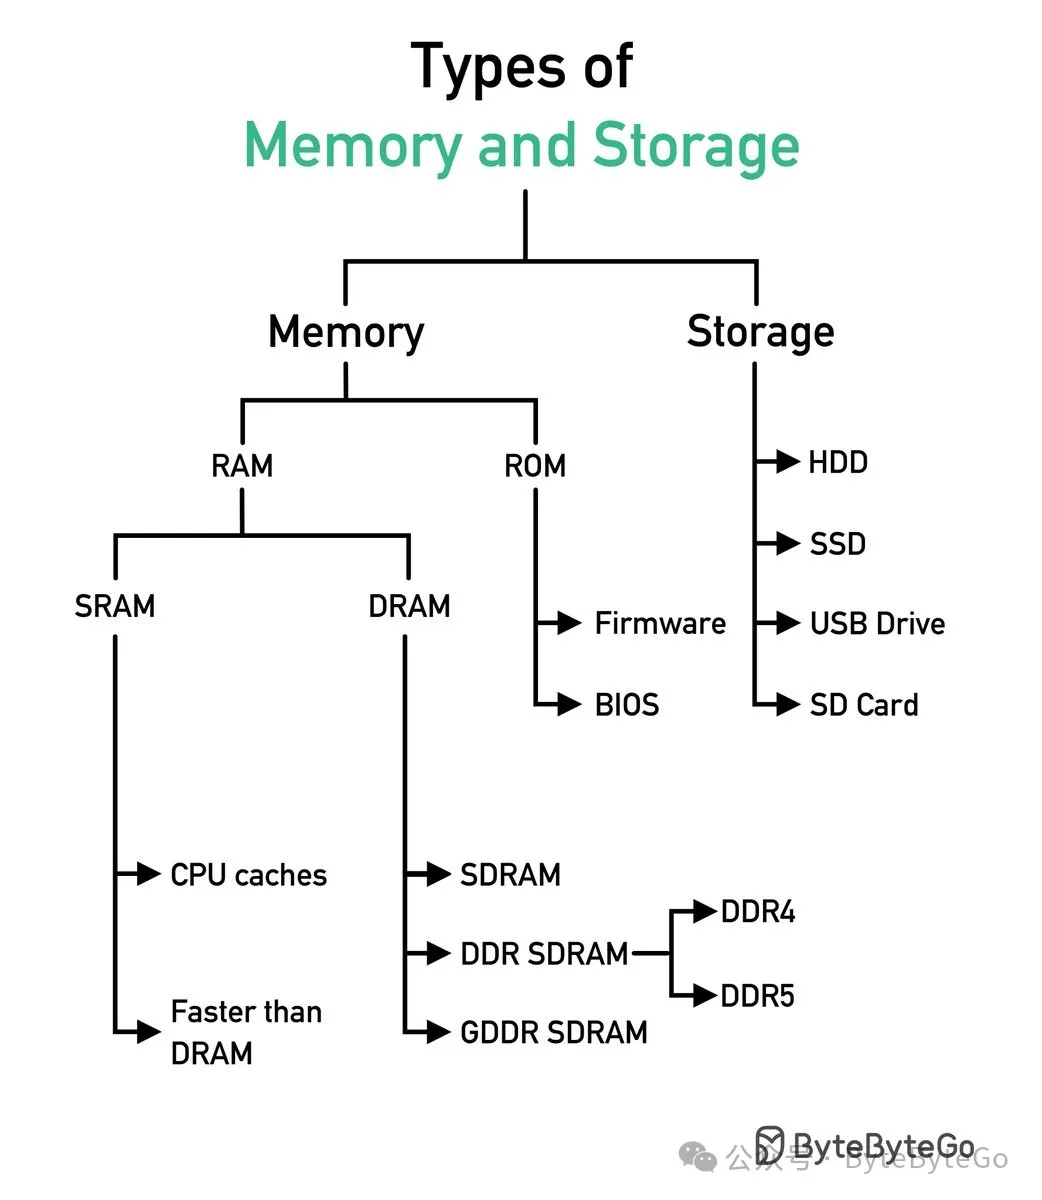 Types of
Memory and Storage
Memory
Storage
RAM
ROM
HDD
SSD
SRAM
DRAM
Firmware
USB Drive
BIOS
SD Card
CPU caches
SDRAM
DDR4
DDR SDRAM
DDR5
Faster than
DRAM
GDDR SDRAM
ByteByteGo
公众号 · ByteByteGo